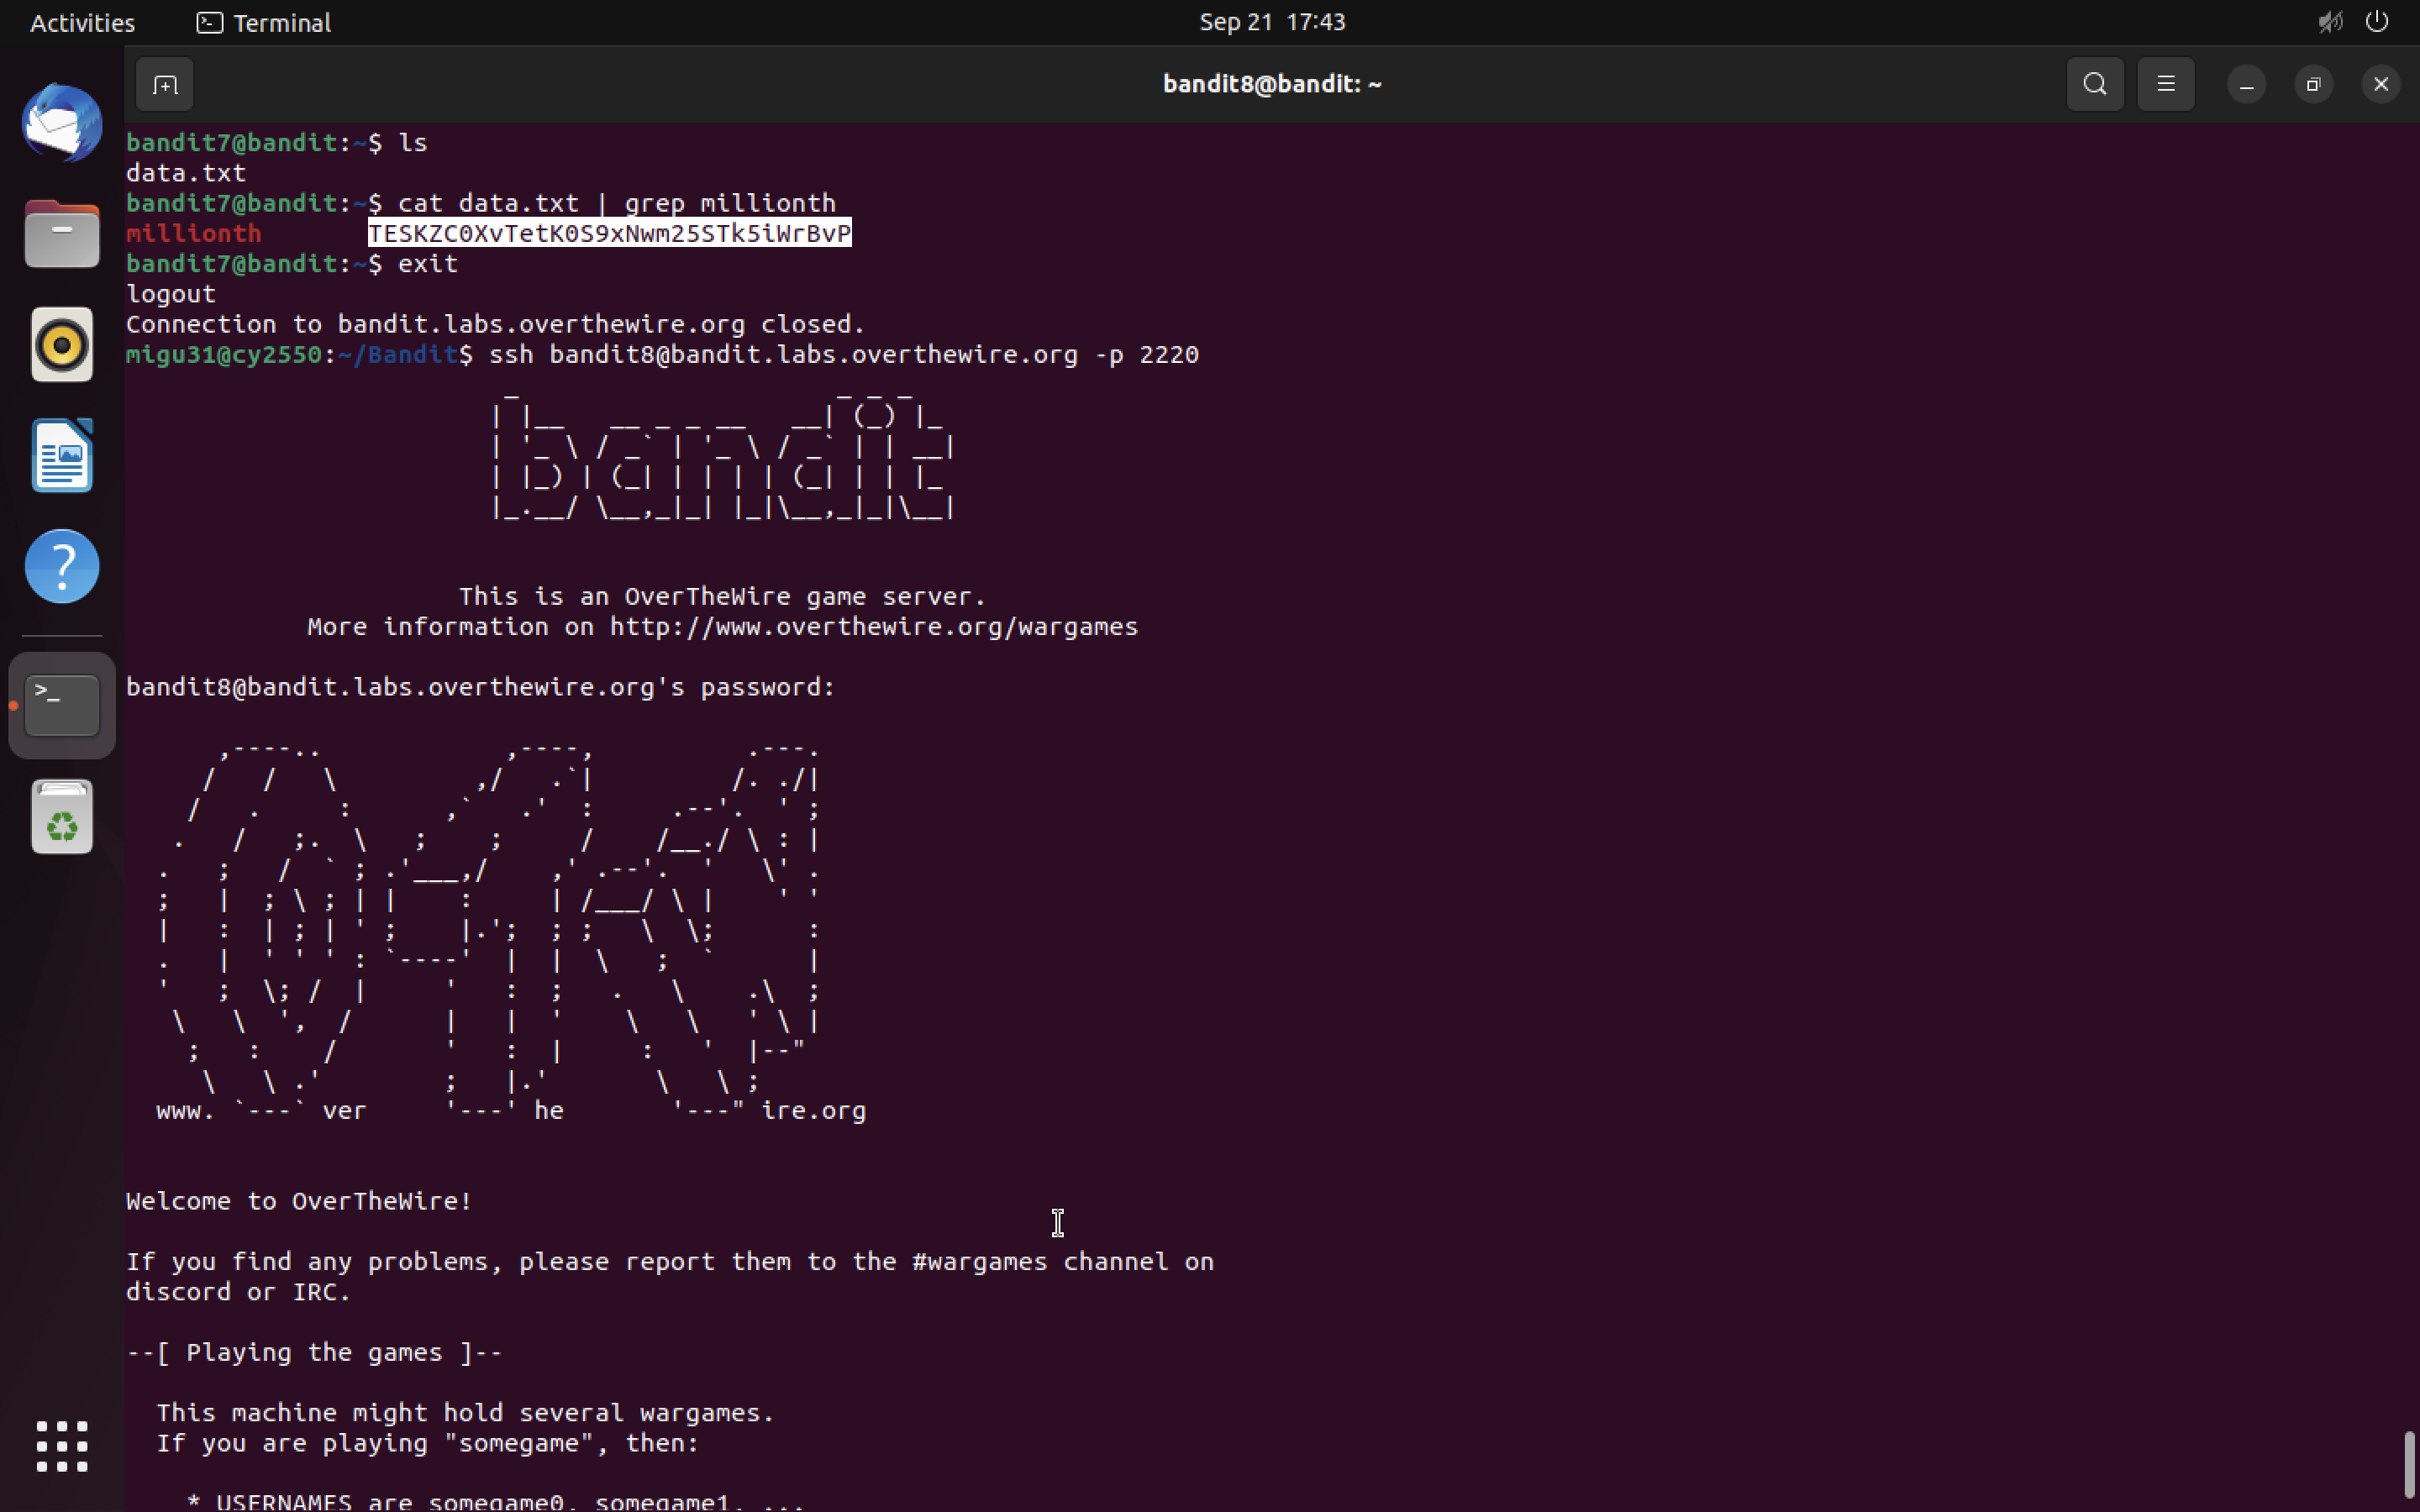 Activities Terminal Sep 21 17:43
bandit8@bandit: ~
bandit7@bandit:~$ ls
data.txt
bandit7@bandit:~$ cat data.txt | grep millionth
millionth TESKZC0XvTetK0S9xNwm25STk5iWrBvP
bandit7@bandit:~$ exit
logout
Connection to bandit.labs.overthewire.org closed.
migu31@cy2550:~/Bandit$ ssh bandit8@bandit.labs.overthewire.org -p 2220
bandit
This is an OverTheWire game server.
More information on http://www.overthewire.org/wargames
bandit8@bandit.labs.overthewire.org's password:
www. ver he ire.org
Welcome to OverTheWire!
If you find any problems, please report them to the #wargames channel on
discord or IRC.
--[ Playing the games ]--
This machine might hold several wargames.
If you are playing "somegame", then:
* USERNAMES are somegame0, somegame1, ...